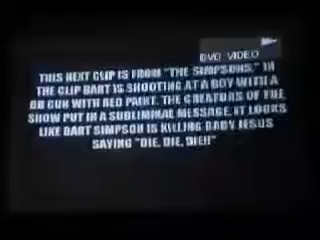 DVD VIDEO
THIS NEXT CLIP IS FROM "THE SIMPSONS," IN
THE CLIP BART IS SHOOTING AT A BOY WITH A
BB GUN WITH RED PAINT. THE CREATORS OF THE
SHOW PUT IN A SUBLIMINAL MESSAGE. IT LOOKS
LIKE BART SIMPSON IS KILLING BABY JESUS
SAYING "DIE, DIE, DIE!!"